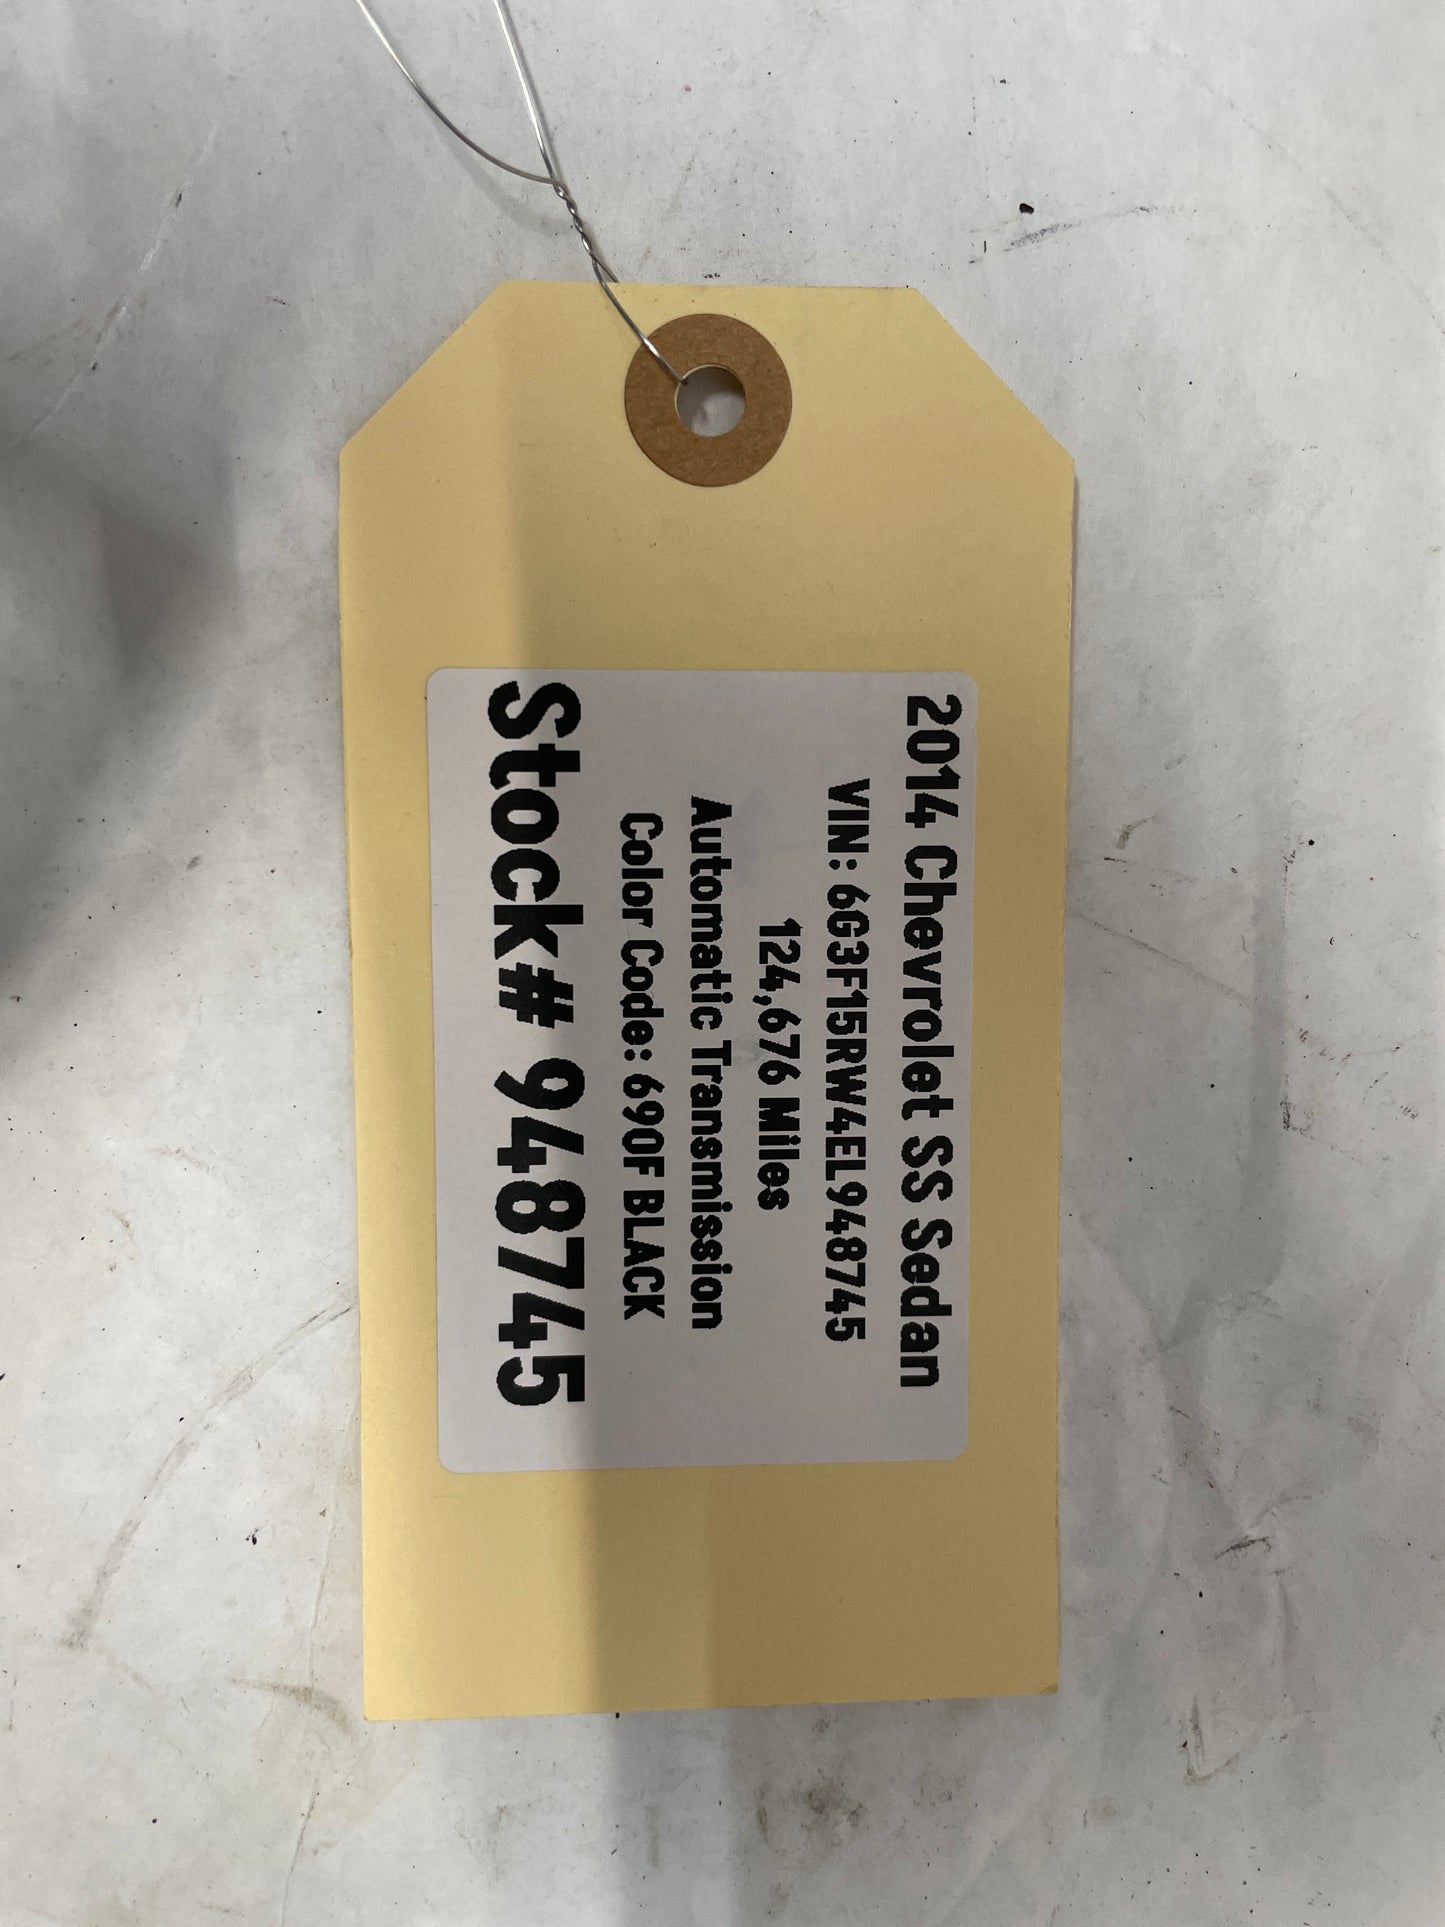 2014 Chevrolet SS Sedan
VIN: 6G3F15RW4EL948745
124,676 Miles
Automatic Transmission
Color Code: 690F BLACK
Stock# 948745